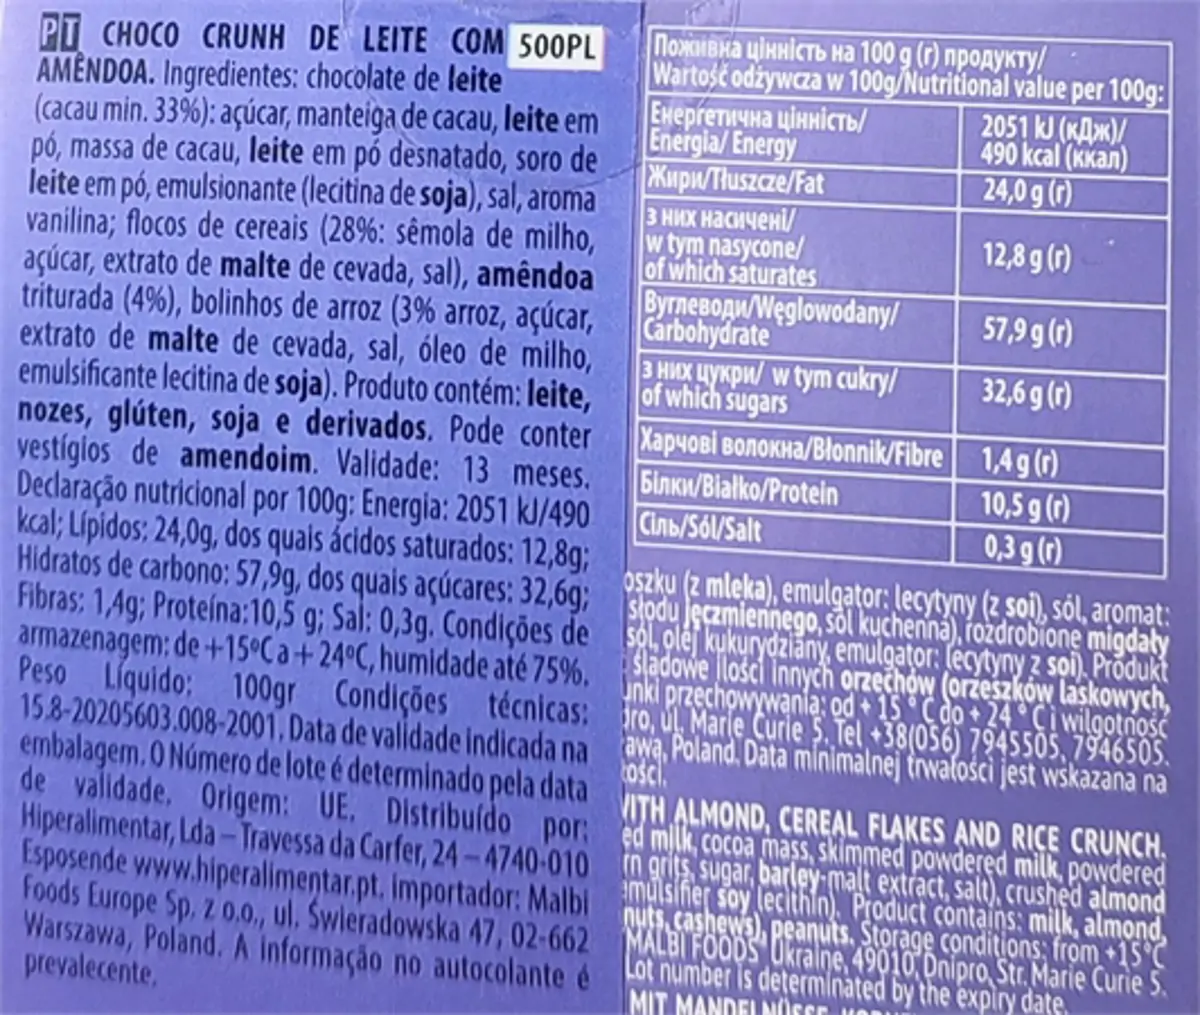 PT CHOCO CRUNH DE LEITE COM
500PL
AMÊNDOA. Ingredientes: chocolate de leite
(cacau min. 33%): açúcar, manteiga de cacau, leite em
pó, massa de cacau, leite em pó desnatado, soro de
leite em pó, emulsionante (lecitina de soja), sal, aroma
vanilina; flocos de cereais (28%: sêmola de milho,
açúcar, extrato de malte de cevada, sal), amêndoa
triturada (4%), bolinhos de arroz (3% arroz, açúcar,
extrato de malte de cevada, sal, óleo de milho,
emulsificante lecitina de soja). Produto contém: leite,
nozes, glúten, soja e derivados. Pode conter
vestígios de amendoim. Validade: 13 meses.
Declaração nutricional por 100g: Energia: 2051 kJ/490
kcal; Lípidos: 24,0g, dos quais ácidos saturados: 12,8g;
Hidratos de carbono: 57,9g, dos quais açúcares: 32,6g;
Fibras: 1,4g; Proteína:10,5 g; Sal: 0,3g. Condições de
armazenagem: de +15ºC a + 24ºC, humidade até 75%.
Peso Líquido: 100gr Condições técnicas:
15.8-20205603.008-2001. Data de validade indicada na
embalagem. O Número de lote é determinado pela data
de validade. Origem: UE. Distribuído por:
Hiperalimentar, Lda – Travessa da Carfer, 24 – 4740-010
Esposende www.hiperalimentar.pt. importador: Malbi
Foods Europe Sp. z o.o., ul. Świeradowska 47, 02-662
Warszawa, Poland. A informação no autocolante é
prevalecente.
Поживна цінність на 100 g (г) продукту/
Wartość odżywcza w 100g/Nutritional value per 100g:
Енергетична цінність/
Energia/ Energy
2051 kJ (кДж)/
490 kcal (ккал)
Жири/Tłuszcze/Fat
24,0 g (г)
з них насичені/
w tym nasycone/
of which saturates
12,8 g (г)
Вуглеводи/Węglowodany/
Carbohydrate
57,9 g (г)
з них цукри/ w tym cukry/
of which sugars
32,6 g (г)
Харчові волокна/Błonnik/Fibre
1,4 g (г)
Білки/Białko/Protein
10,5 g (г)
Сіль/Sól/Salt
0,3 g (г)
oszku (z mleka), emulgator: lecytyny (z soi), sól, aromat:
słodu jęczmiennego, sól kuchenna), rozdrobione migdały
sól, olej kukurydziany, emulgator: lecytyny z soi). Produkt
śladowe ilości innych orzechów (orzeszków laskowych,
unki przechowywania: od + 15 °C do + 24 °C i wilgotność
pro, ul. Marie Curie 5. Tel +38(056) 7945505, 7946505.
awa, Poland. Data minimalnej trwałości jest wskazana na
ości.
WITH ALMOND, CEREAL FLAKES AND RICE CRUNCH.
ed milk, cocoa mass, skimmed powdered milk, powdered
rn grits, sugar, barley-malt extract, salt), crushed almond
emulsifier soy lecithin). Product contains: milk, almond,
nuts, cashews), peanuts. Storage conditions: from +15°C
MALBI FOODS" Ukraine, 49010, Dnipro, Str. Marie Curie 5.
Lot number is determined by the expiry date.
MIT MANDELNÜSSE,